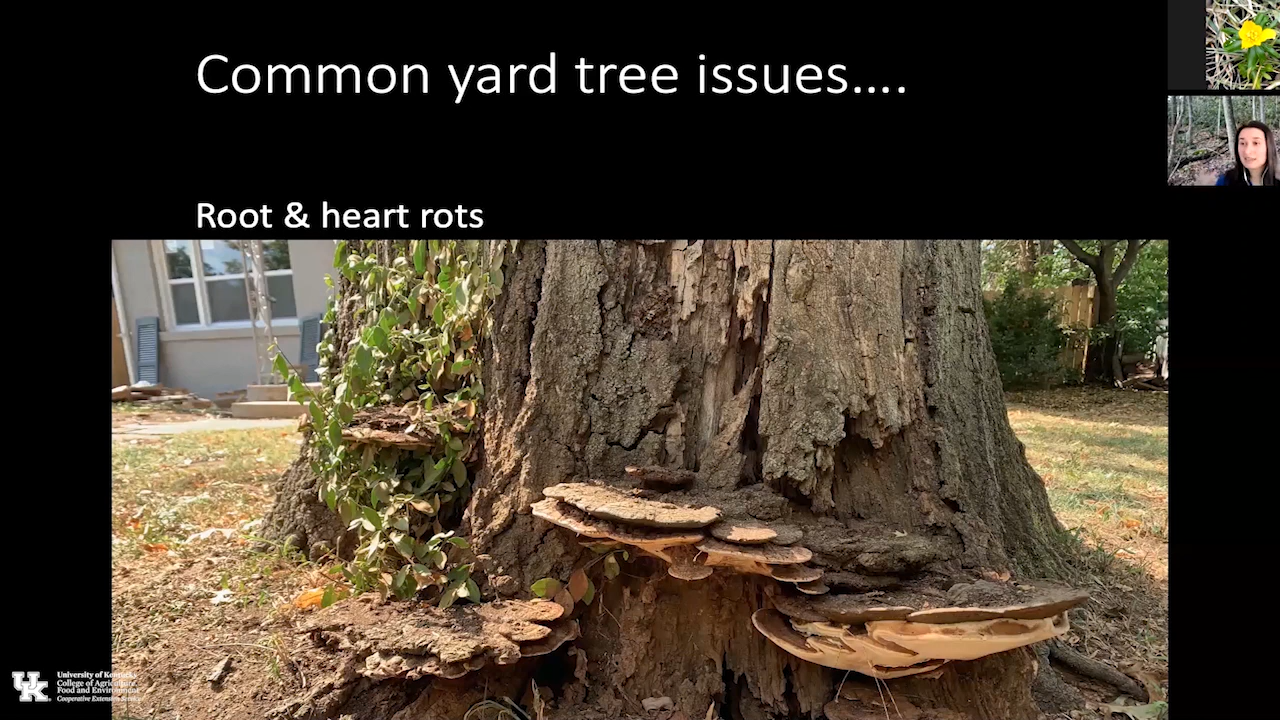 Common yard tree issues....
Root & heart rots
UK
University of Kentucky
College of Agriculture,
Food and Environment
Cooperative Extension Service